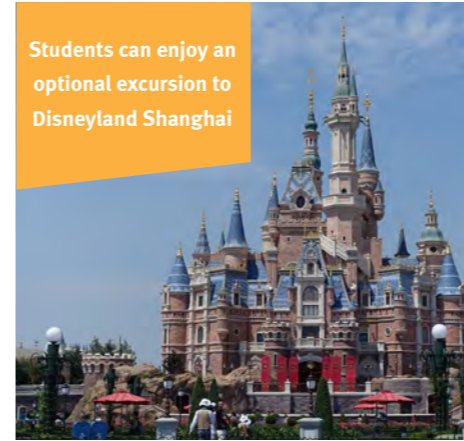 Students can enjoy an
optional excursion to
Disneyland Shanghai